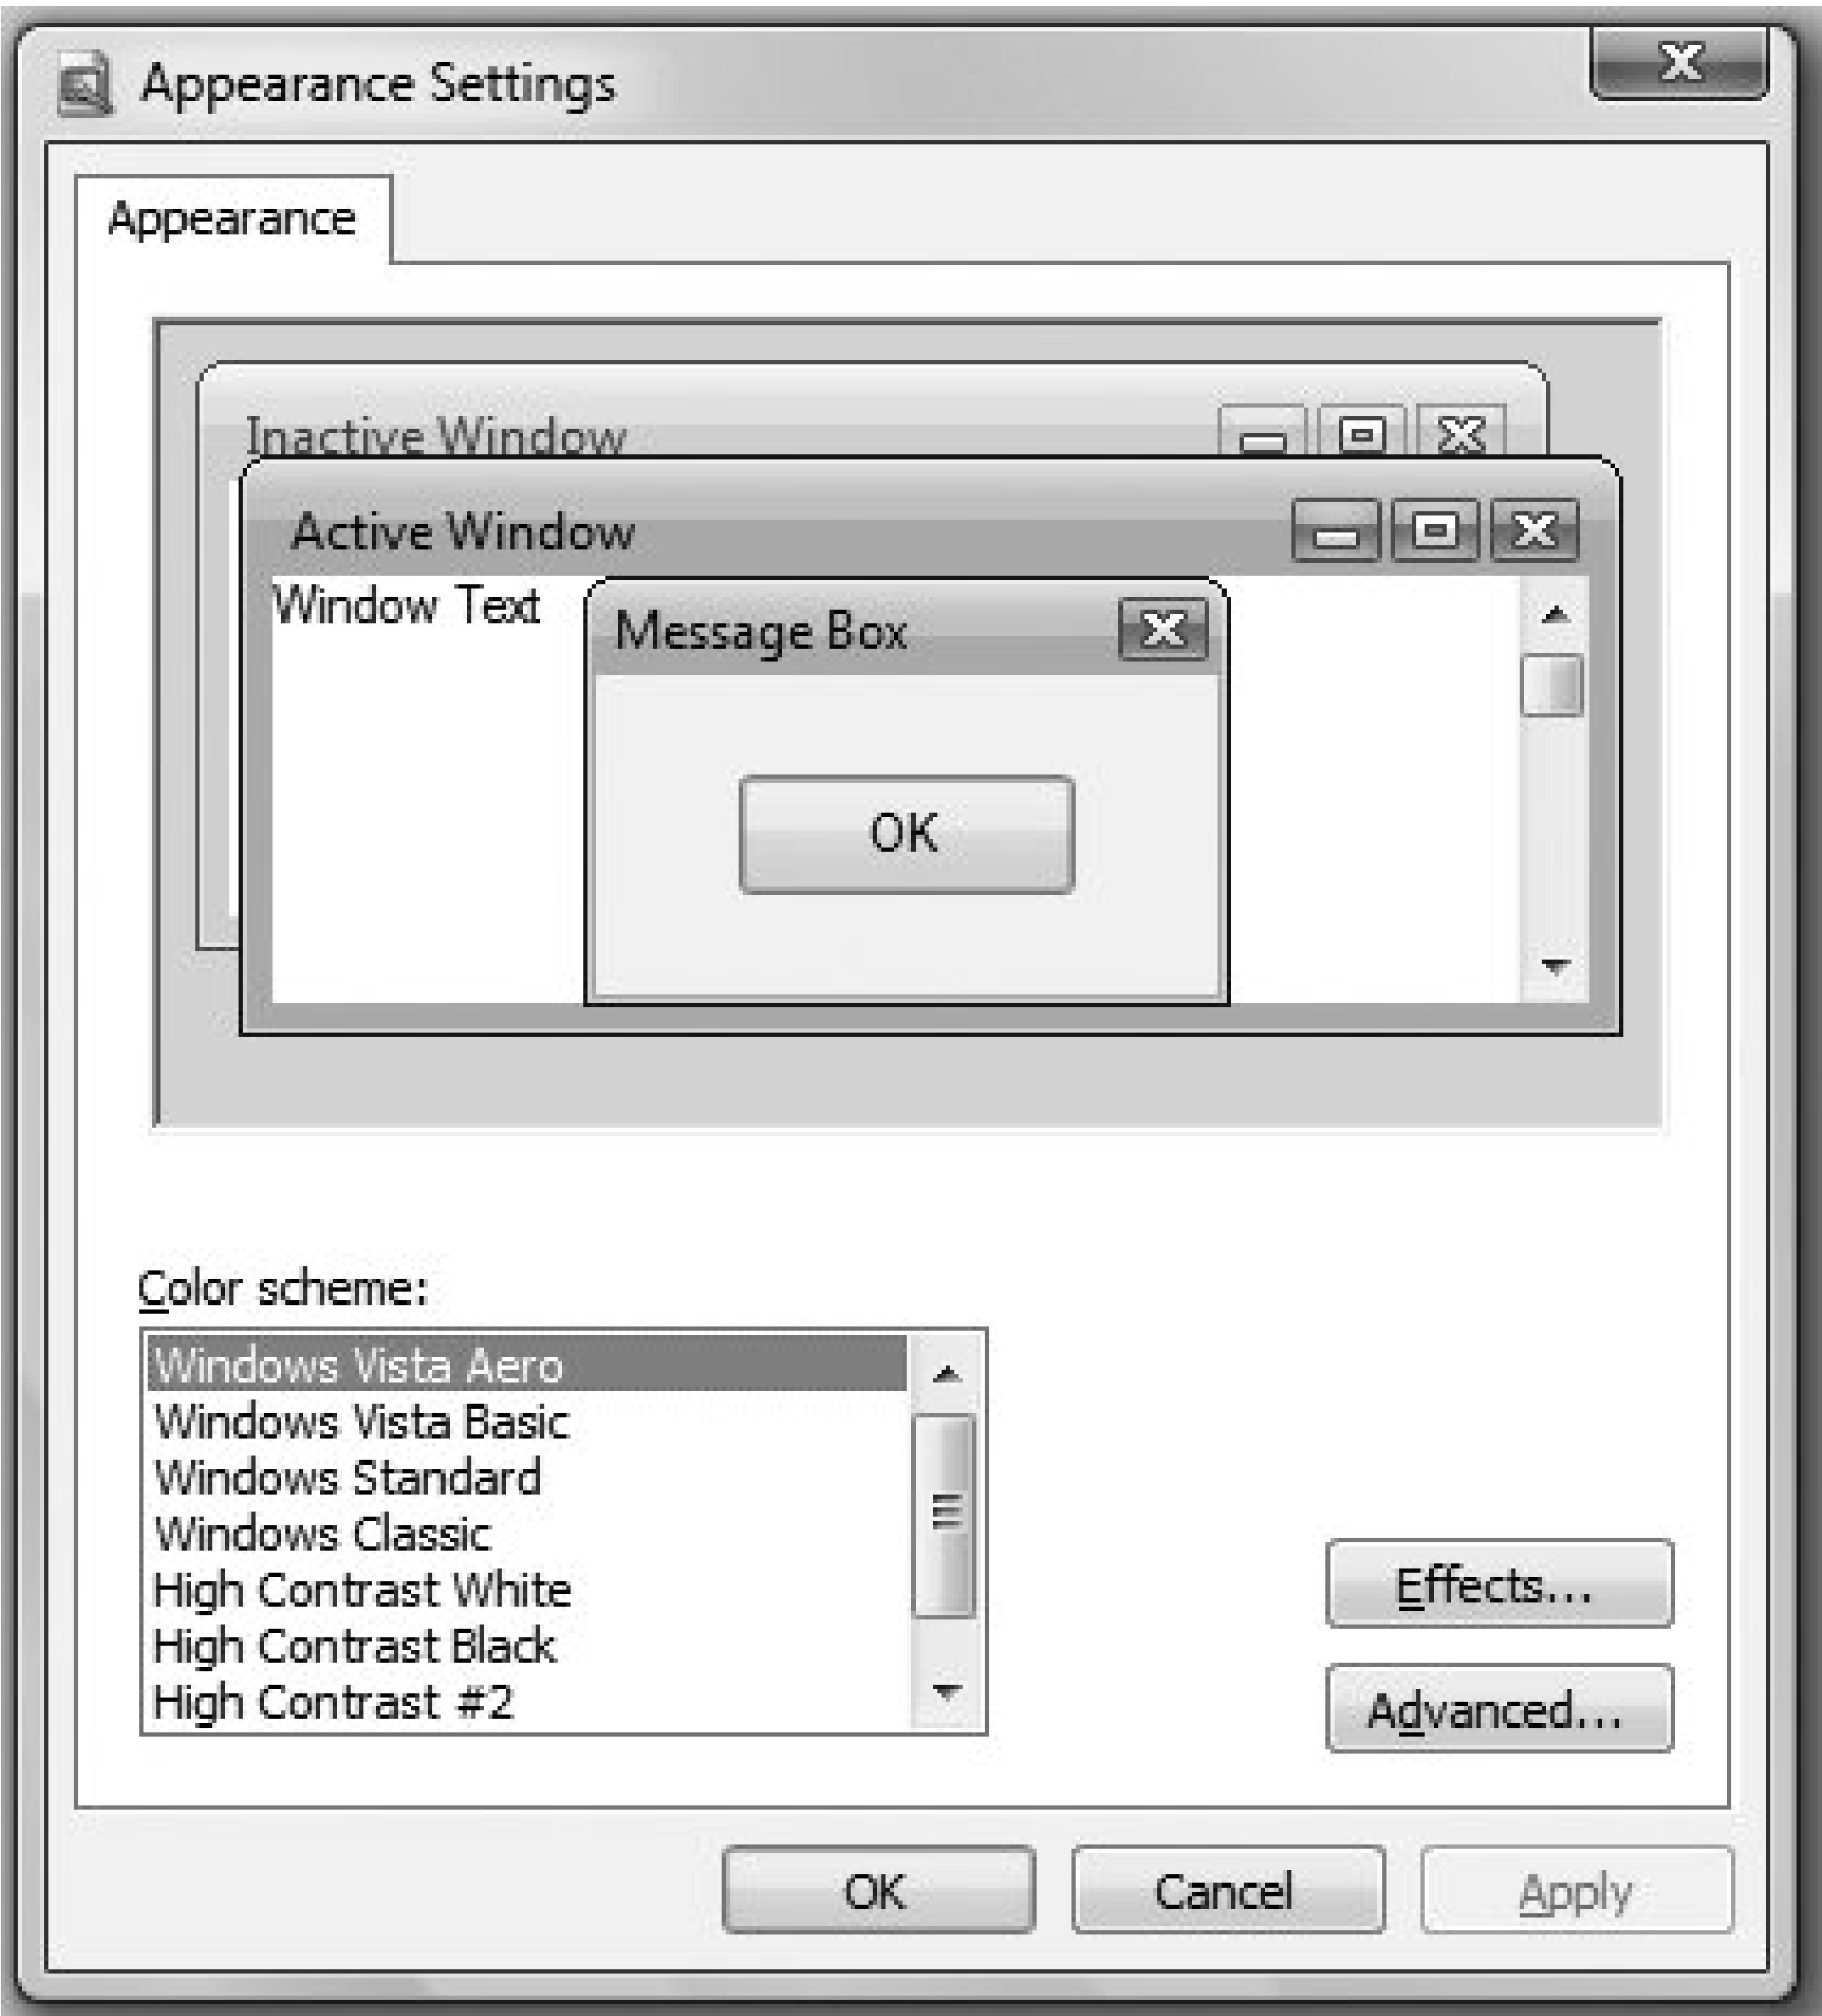 Appearance Settings
Appearance
Inactive Window
Active Window
Window Text
Message Box
OK
Color scheme:
Windows Vista Aero
Windows Vista Basic
Windows Standard
Windows Classic
High Contrast White
High Contrast Black
High Contrast #2
Effects...
Advanced...
OK Cancel Apply